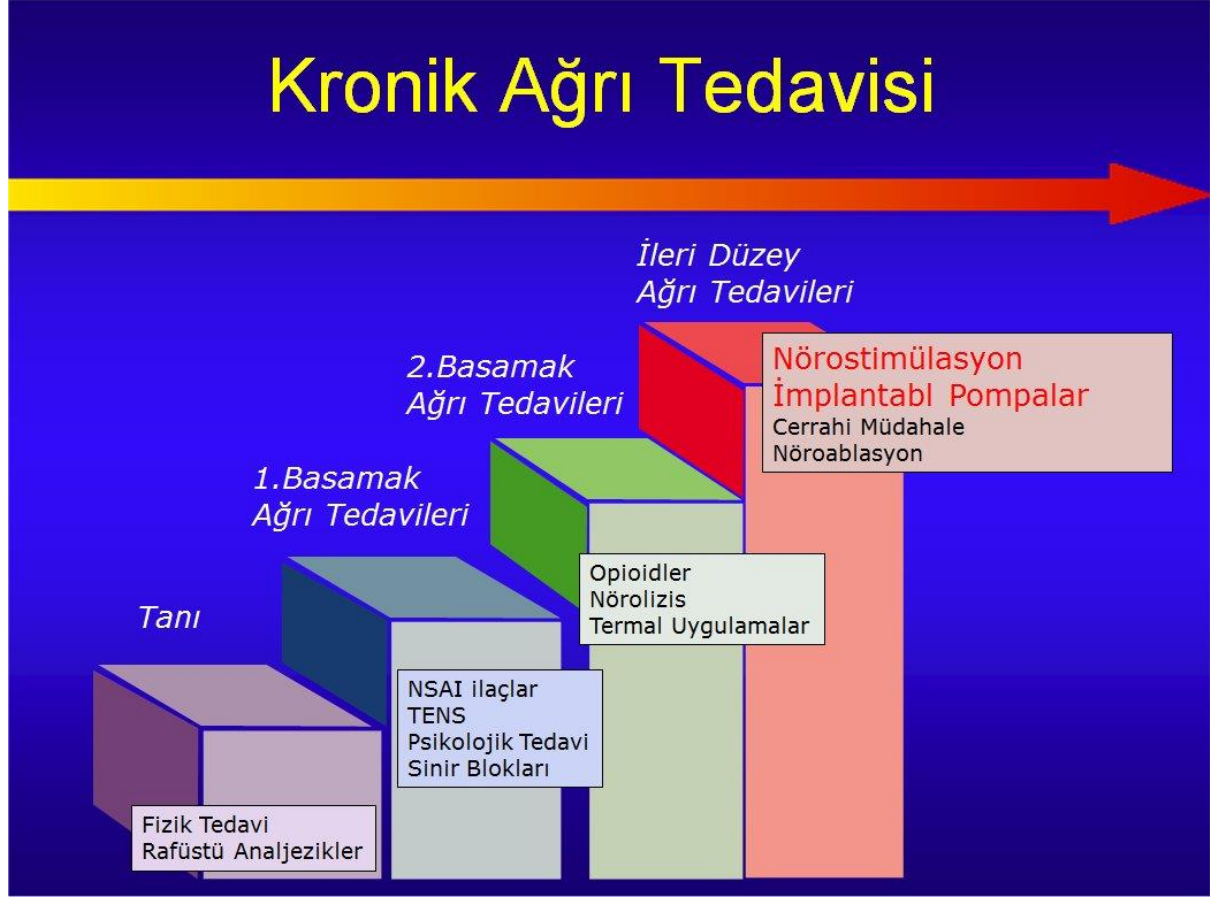 Kronik Ağrı Tedavisi
Tanı
Fizik Tedavi
Rafüstü Analjezikler
1.Basamak
Ağrı Tedavileri
NSAI ilaçlar
TENS
Psikolojik Tedavi
Sinir Blokları
2.Basamak
Ağrı Tedavileri
Opioidler
Nörolizis
Termal Uygulamalar
İleri Düzey
Ağrı Tedavileri
Nörostimülasyon
İmplantabl Pompalar
Cerrahi Müdahale
Nöroablasyon